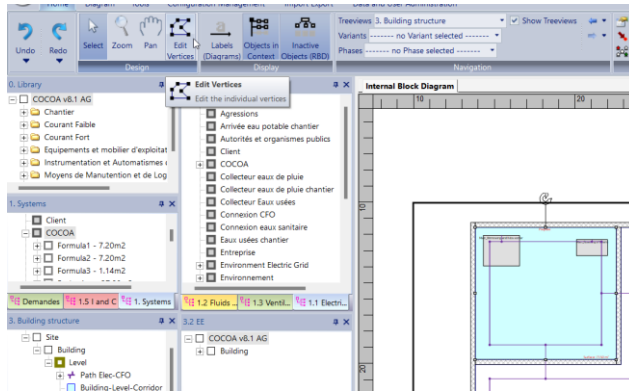 Home Diagram Tools Configuration Management Import Export Data and User Administration
Undo
Redo
Select
Zoom
Pan
Edit
Vertices
Labels
(Diagrams)
Objects in
Context
Inactive
Objects (RBD)
Design
Display
Treeviews 3. Building structure
Show Treeviews
Variants ------- no Variant selected -------
Phases ------- no Phase selected -------
Navigation
Edit Vertices
Edit the individual vertices
0. Library
COCOA v8.1 AG
Chantier
Courant Faible
Courant Fort
Equipements et mobilier d'exploitat
Instrumentation et Automatismes (
Moyens de Manutention et de Log
1. Systems
Client
COCOA
Formula1 - 7.20m2
Formula2 - 7.20m2
Formula3 - 1.14m2
Demandes
1.5 I and C
1. Systems
3. Building structure
Site
Building
Level
Path Elec-CFO
Building-Level-Corridor
Agressions
Arrivée eau potable chantier
Autorités et organismes publics
Client
COCOA
Collecteur eaux de pluie
Collecteur eaux de pluie chantier
Collecteur Eaux usées
Connexion CFO
Connexion eaux sanitaire
Eaux usées chantier
Entreprise
Environment Electric Grid
Environnement
1.2 Fluids ...
1.3 Ventil...
1.1 Electri...
3.2 EE
COCOA v8.1 AG
Building
Internal Block Diagram
10
20
10
20